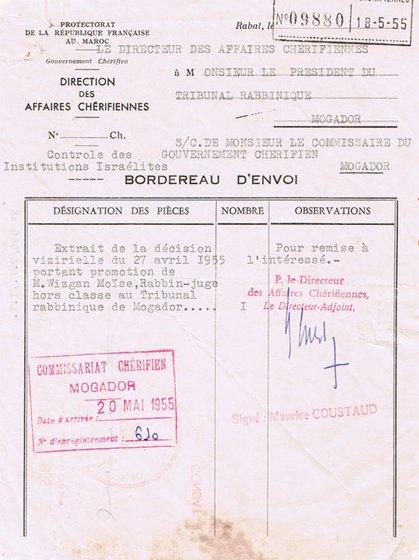 PROTECTORAT
DE LA RÉPUBLIQUE FRANÇAISE
AU MAROC
Gouvernement Chérifien
DIRECTION
DES
AFFAIRES CHÉRIFIENNES
N° Ch.
Contrôle des
Institutions Israélites
Rabat, le
N° 09880 18-5-55
LE DIRECTEUR DES AFFAIRES CHERIFIENNES
à M ONSIEUR LE PRESIDENT DU
TRIBUNAL RABBINIQUE
MOGADOR
S/C.DE MONSIEUR LE COMMISSAIRE DU
GOUVERNEMENT CHERIFIEN
MOGADOR
BORDEREAU D'ENVOI
DÉSIGNATION DES PIÈCES NOMBRE OBSERVATIONS
Extrait de la décision
vizirielle du 27 avril 1955
portant promotion de
M.Wizgan Moïse,Rabbin-juge
hors classe au Tribunal
rabbinique de Mogador..... I
Pour remise à
l'intéressé.-
P. le Directeur
des Affaires Chérifiennes,
Le Directeur-Adjoint,
Signé : Maurice COUSTAUD
COMMISSARIAT CHÉRIFIEN
MOGADOR
Date d'arrivée : 20 MAI 1955
N° d'enregistrement : 620